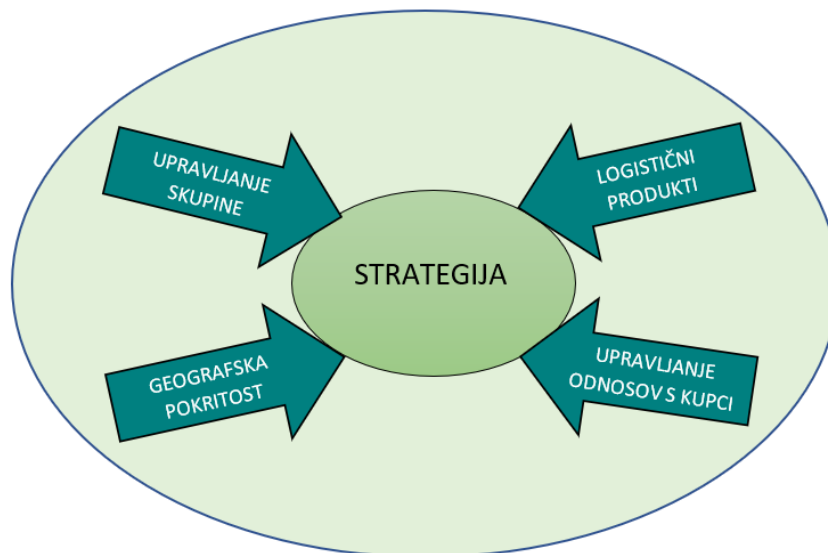 UPRAVLJANJE
SKUPINE
LOGISTIČNI
PRODUKTI
STRATEGIJA
GEOGRAFSKA
POKRITOST
UPRAVLJANJE
ODNOSOV S KUPCI